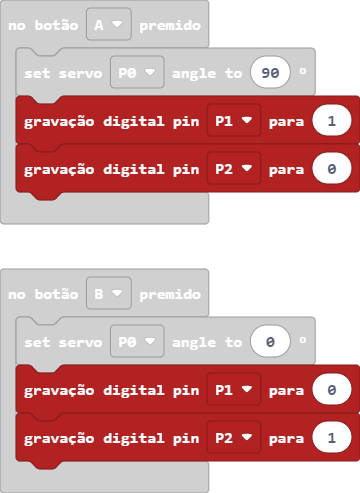 no botão A premido
set servo P0 angle to 90 °
gravação digital pin P1 para 1
gravação digital pin P2 para 0
no botão B premido
set servo P0 angle to 0 °
gravação digital pin P1 para 0
gravação digital pin P2 para 1